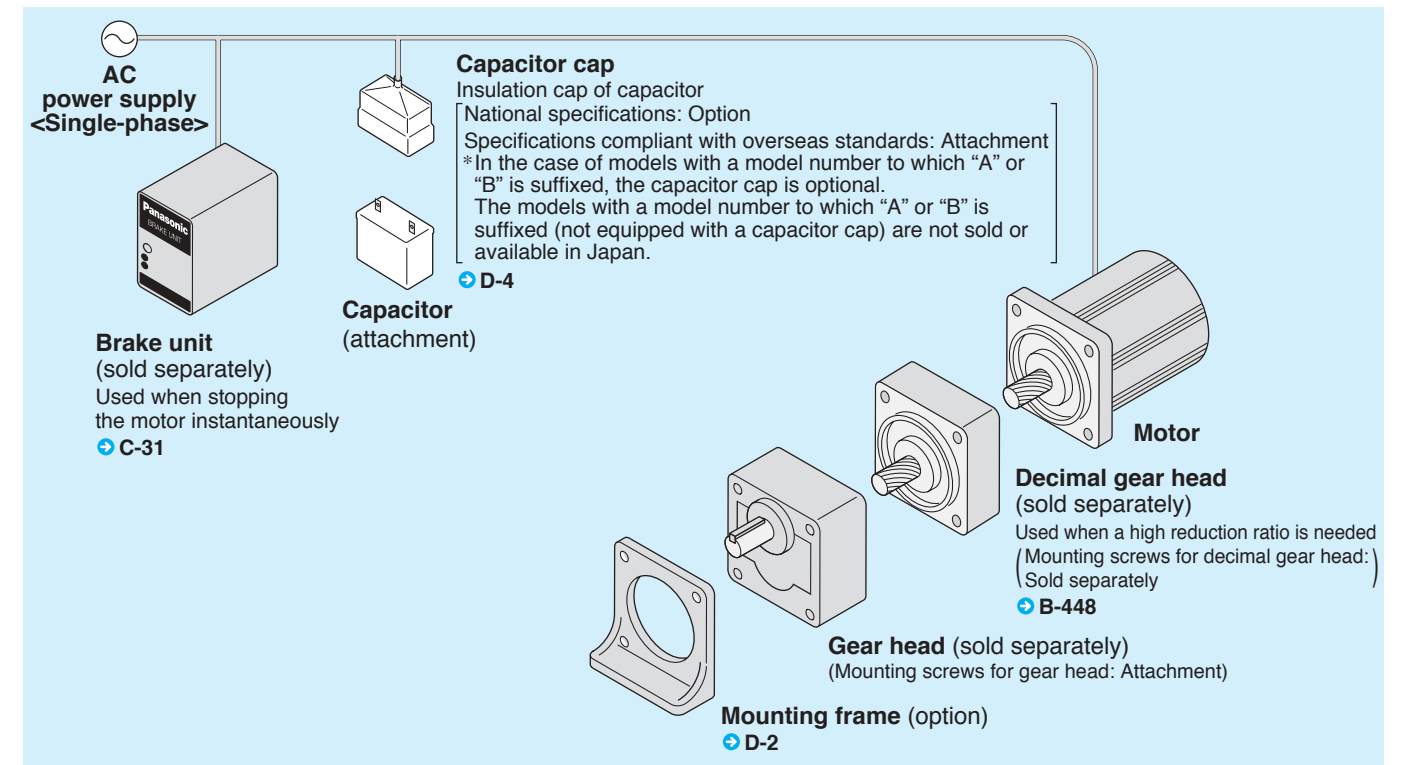 AC
power supply
<Single-phase>
Capacitor cap
Insulation cap of capacitor
National specifications: Option
Specifications compliant with overseas standards: Attachment
*In the case of models with a model number to which “A” or
“B” is suffixed, the capacitor cap is optional.
The models with a model number to which “A” or “B” is
suffixed (not equipped with a capacitor cap) are not sold or
available in Japan.
D-4
Panasonic
BRAKE UNIT
Capacitor
(attachment)
Brake unit
(sold separately)
Used when stopping
the motor instantaneously
C-31
Motor
Decimal gear head
(sold separately)
Used when a high reduction ratio is needed
(Mounting screws for decimal gear head:
Sold separately)
B-448
Gear head (sold separately)
(Mounting screws for gear head: Attachment)
Mounting frame (option)
D-2